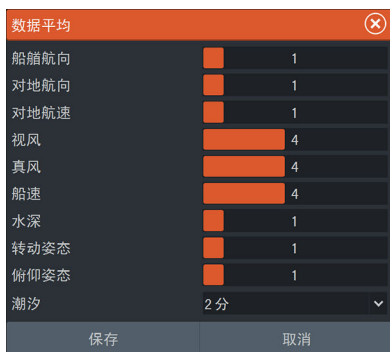 数据平均
船艏航向 1
对地航向 1
对地航速 1
视风 4
真风 4
船速 4
水深 1
转动姿态 1
俯仰姿态 1
潮汐 2分
保存 取消